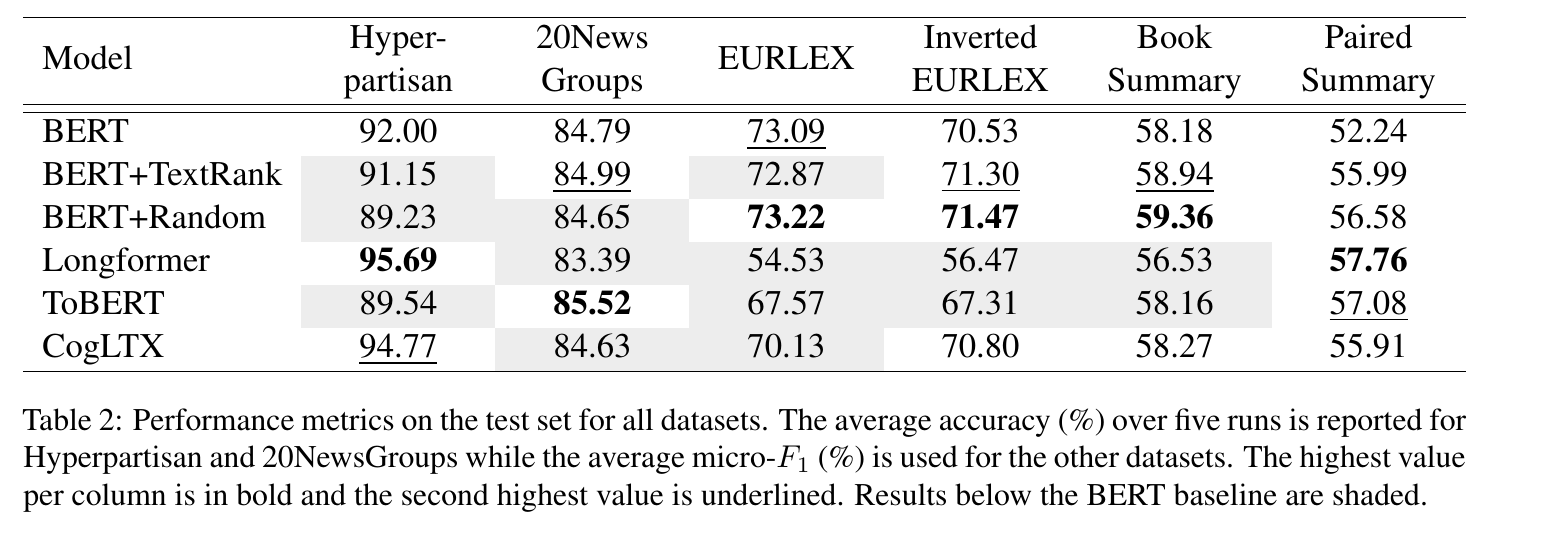 Model Hyper-partisan 20News Groups EURLEX Inverted EURLEX Book Summary Paired Summary
BERT 92.00 84.79 73.09 70.53 58.18 52.24
BERT+TextRank 91.15 84.99 72.87 71.30 58.94 55.99
BERT+Random 89.23 84.65 73.22 71.47 59.36 56.58
Longformer 95.69 83.39 54.53 56.47 56.53 57.76
ToBERT 89.54 85.52 67.57 67.31 58.16 57.08
CogLTX 94.77 84.63 70.13 70.80 58.27 55.91
Table 2: Performance metrics on the test set for all datasets. The average accuracy (%) over five runs is reported for
Hyperpartisan and 20NewsGroups while the average micro-F₁ (%) is used for the other datasets. The highest value
per column is in bold and the second highest value is underlined. Results below the BERT baseline are shaded.